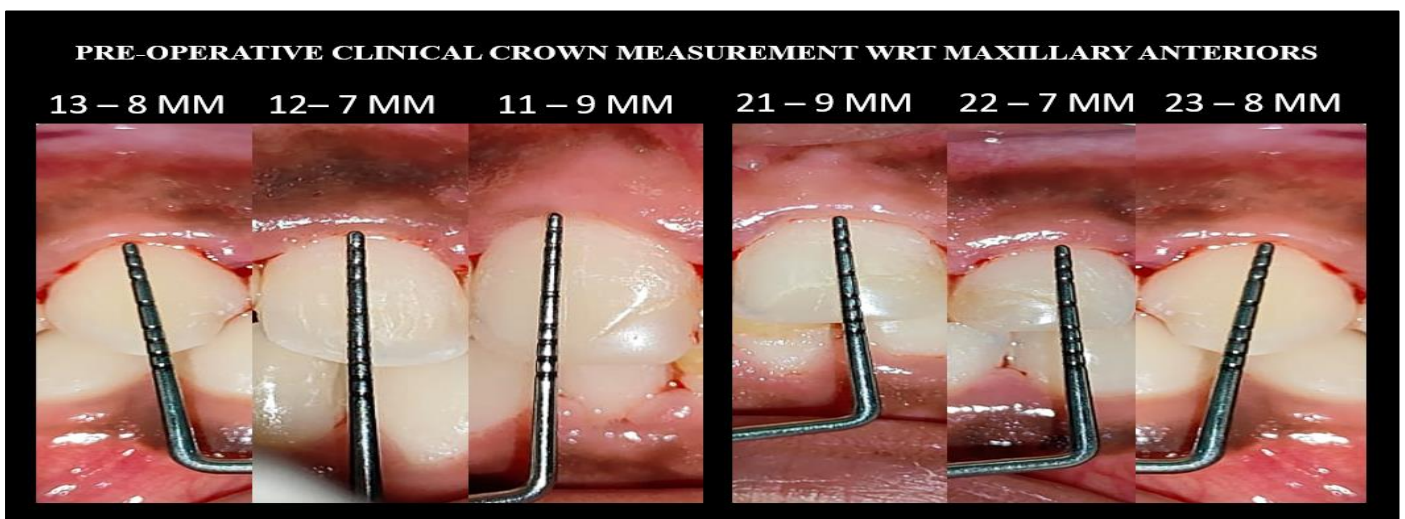 PRE-OPERATIVE CLINICAL CROWN MEASUREMENT WRT MAXILLARY ANTERIORS
13 – 8 MM 12– 7 MM 11 – 9 MM 21 – 9 MM 22 – 7 MM 23 – 8 MM